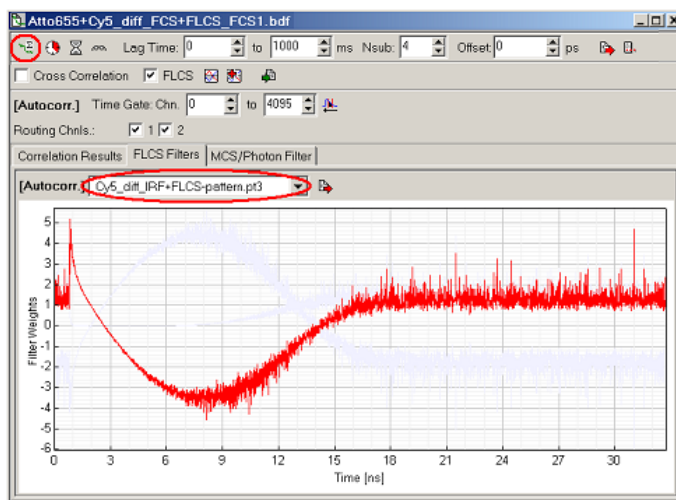 Atto655+Cy5_diff_FCS+FLCS_FCS1.bdf
Lag Time: 0 to 1000 ms Nsub: 4 Offset: 0 ps
Cross Correlation FLCS
[Autocorr.] Time Gate: Chn. 0 to 4095
Routing Chnls.: 1 2
Correlation Results FLCS Filters MCS/Photon Filter
[Autocorr.] Cy5_diff_IRF+FLCS-pattern.pt3
5
4
3
2
1
0
-1
-2
-3
-4
-5
-6
Filter Weights
0 3 6 9 12 15 18 21 24 27 30
Time [ns]